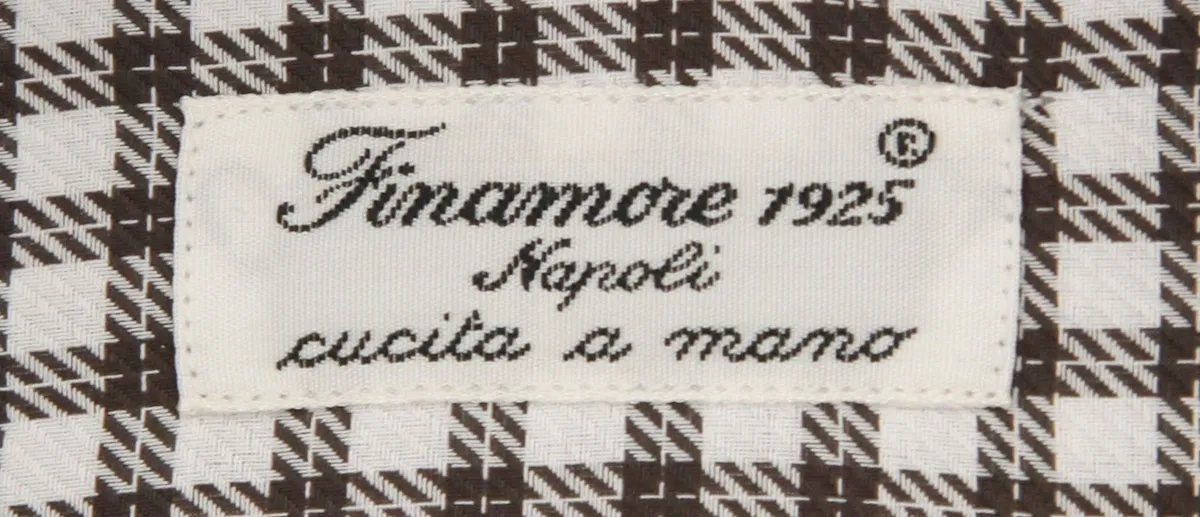 Finamore 1925®
Napoli
cucita a mano